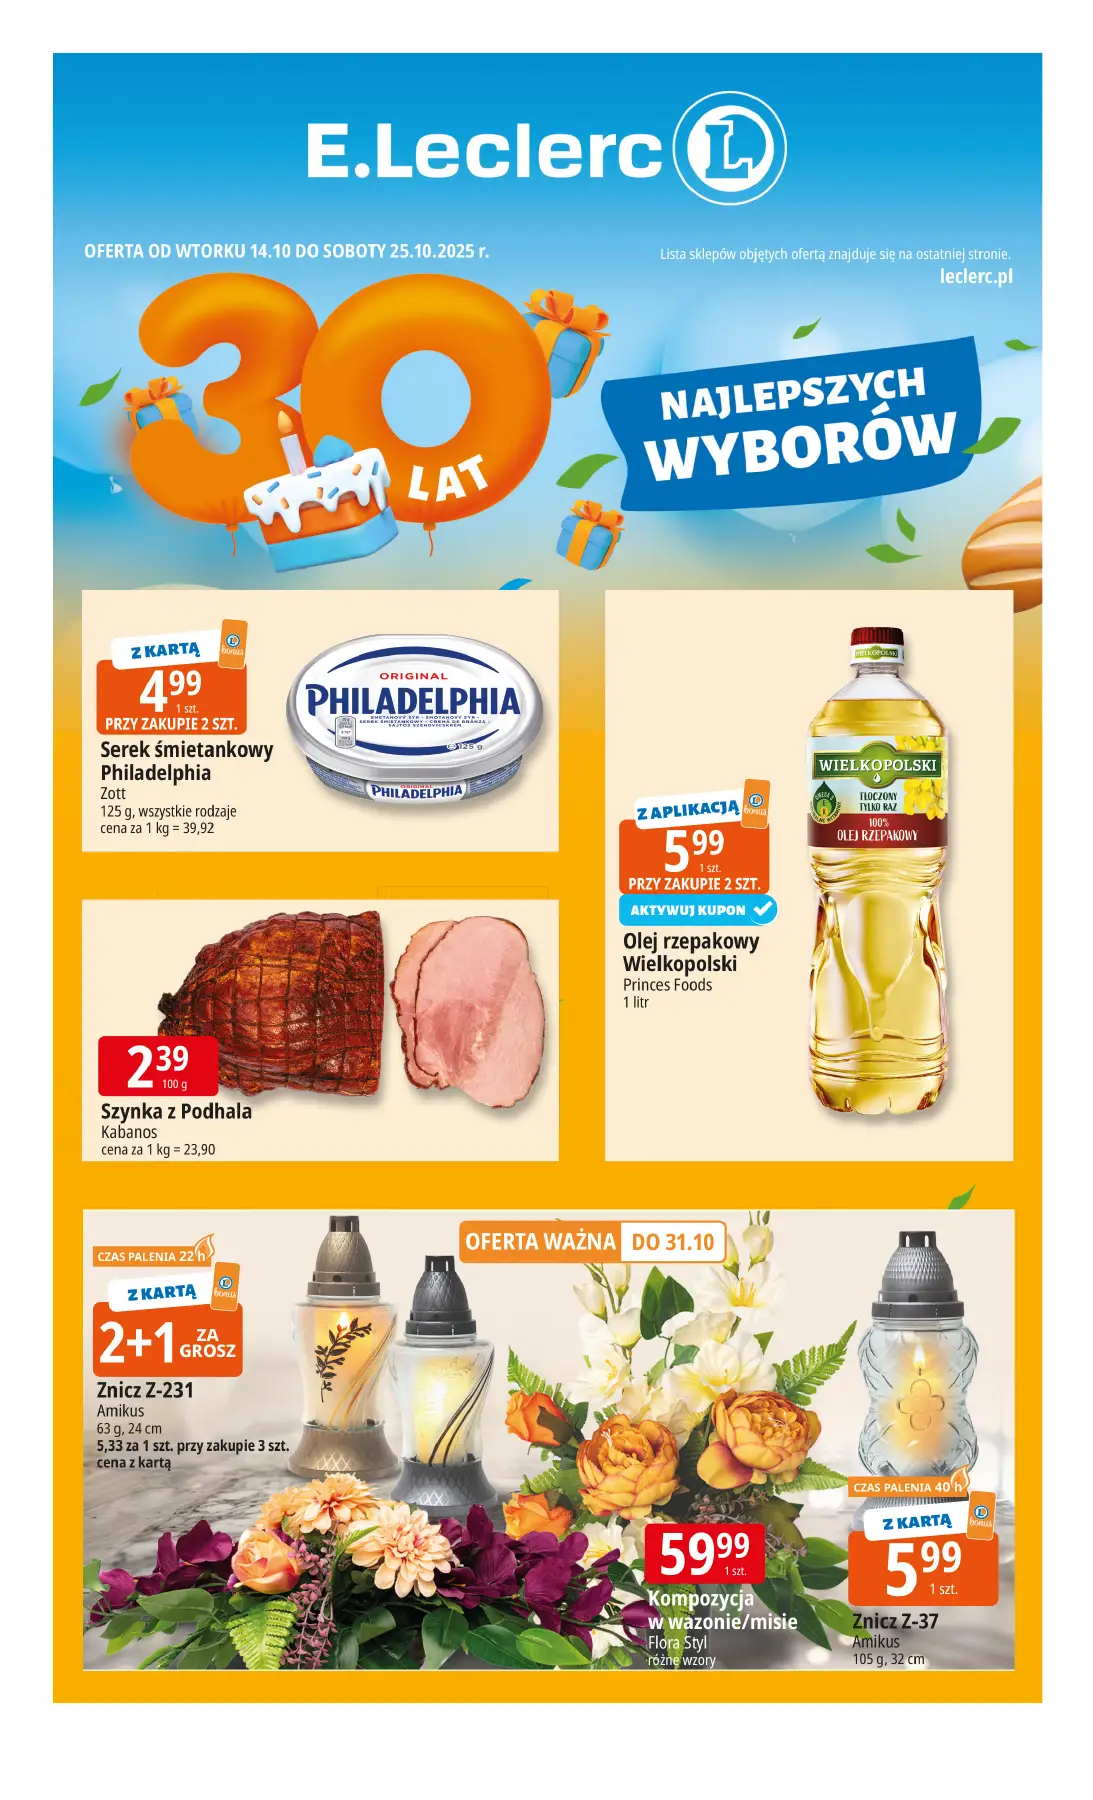 E.Leclerc L
OFERTA OD WTORKU 14.10 DO SOBOTY 25.10.2025 r.
Lista sklepów objętych ofertą znajduje się na ostatniej stronie.
leclerc.pl
30
LAT
NAJLEPSZYCH
WYBORÓW
Z KARTĄ
bonus
4 99
1 szt.
PRZY ZAKUPIE 2 SZT.
Serek śmietankowy
Philadelphia
Zott
125 g, wszystkie rodzaje
cena za 1 kg = 39,92
ORIGINAL
PHILADELPHIA
125 g
PHILADELPHIA
2 39
100 g
Szynka z Podhala
Kabanos
cena za 1 kg = 23,90
Z APLIKACJĄ
bonus
5 99
1 szt.
PRZY ZAKUPIE 2 SZT.
AKTYWUJ KUPON
Olej rzepakowy
Wielkopolski
Princes Foods
1 litr
WIELKOPOLSKI
WIELKOPOLSKI
TŁOCZONY
TYLKO RAZ
100%
OLEJ RZEPAKOWY
OFERTA WAŻNA DO 31.10
CZAS PALENIA 22 h
Z KARTĄ
bonus
2+1 ZA
GROSZ
Znicz Z-231
Amikus
63 g, 24 cm
5,33 za 1 szt. przy zakupie 3 szt.
cena z kartą
59 99
1 szt.
Kompozycja
w wazonie/misie
Flora Styl
różne wzory
CZAS PALENIA 40 h
Z KARTĄ
bonus
5 99
1 szt.
Znicz Z-37
Amikus
105 g, 32 cm